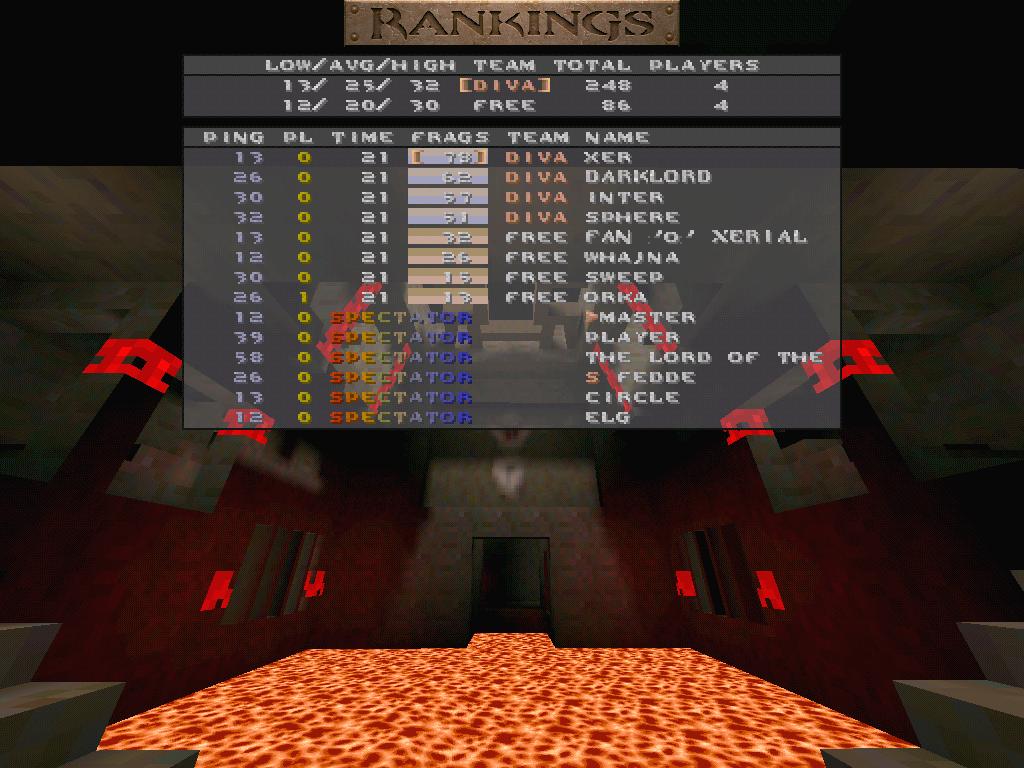 RANKINGS
LOW/AVG/HIGH TEAM TOTAL PLAYERS
13/ 25/ 32 [DIVA] 248 4
12/ 20/ 30 FREE 86 4
PING PL TIME FRAGS TEAM NAME
13 0 21 [ 78] DIVA XER
26 0 21 62 DIVA DARKLORD
30 0 21 57 DIVA INTER
32 0 21 51 DIVA SPHERE
13 0 21 32 FREE FAN 'O' XERIAL
12 0 21 26 FREE WHAJNA
30 0 21 15 FREE SWEEP
26 1 21 13 FREE ORKA
12 0 SPECTATOR >MASTER
39 0 SPECTATOR PLAYER
58 0 SPECTATOR THE LORD OF THE
26 0 SPECTATOR S FEDDE
13 0 SPECTATOR CIRCLE
12 0 SPECTATOR ELG